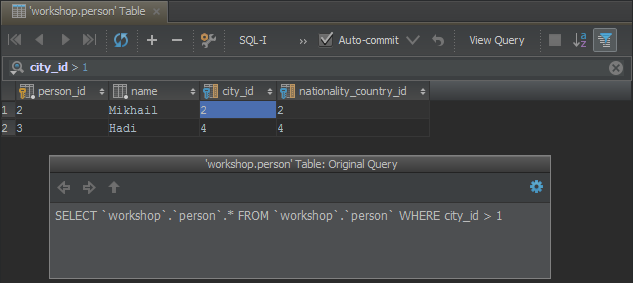 'workshop.person' Table
SQL-I » Auto-commit View Query
city_id > 1
person_id name city_id nationality_country_id
1 2 Mikhail 2 2
2 3 Hadi 4 4
'workshop.person' Table: Original Query
SELECT `workshop`.`person`.* FROM `workshop`.`person` WHERE city_id > 1